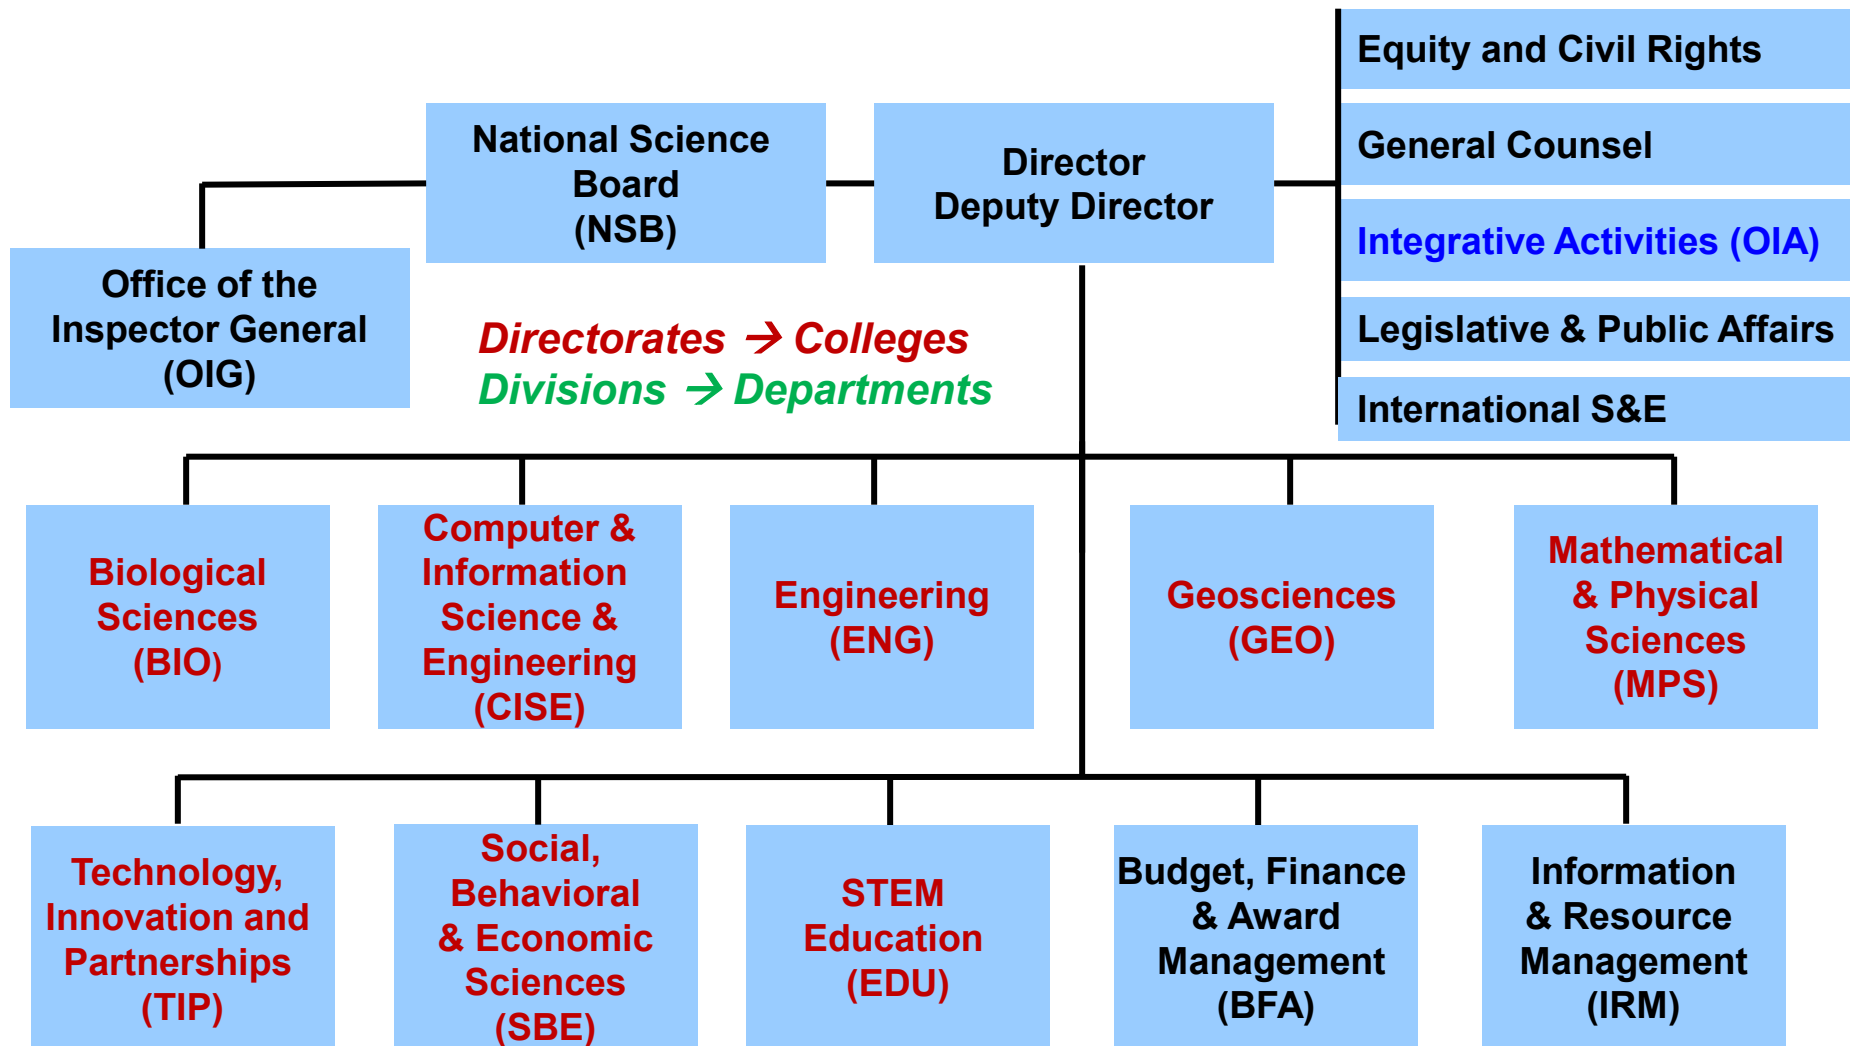 Equity and Civil Rights
General Counsel
Integrative Activities (OIA)
Legislative & Public Affairs
International S&E
National Science
Board
(NSB)
Director
Deputy Director
Office of the
Inspector General
(OIG)
Directorates → Colleges
Divisions → Departments
Biological
Sciences
(BIO)
Computer &
Information
Science &
Engineering
(CISE)
Engineering
(ENG)
Geosciences
(GEO)
Mathematical
& Physical
Sciences
(MPS)
Technology,
Innovation and
Partnerships
(TIP)
Social,
Behavioral
& Economic
Sciences
(SBE)
STEM
Education
(EDU)
Budget, Finance
& Award
Management
(BFA)
Information
& Resource
Management
(IRM)